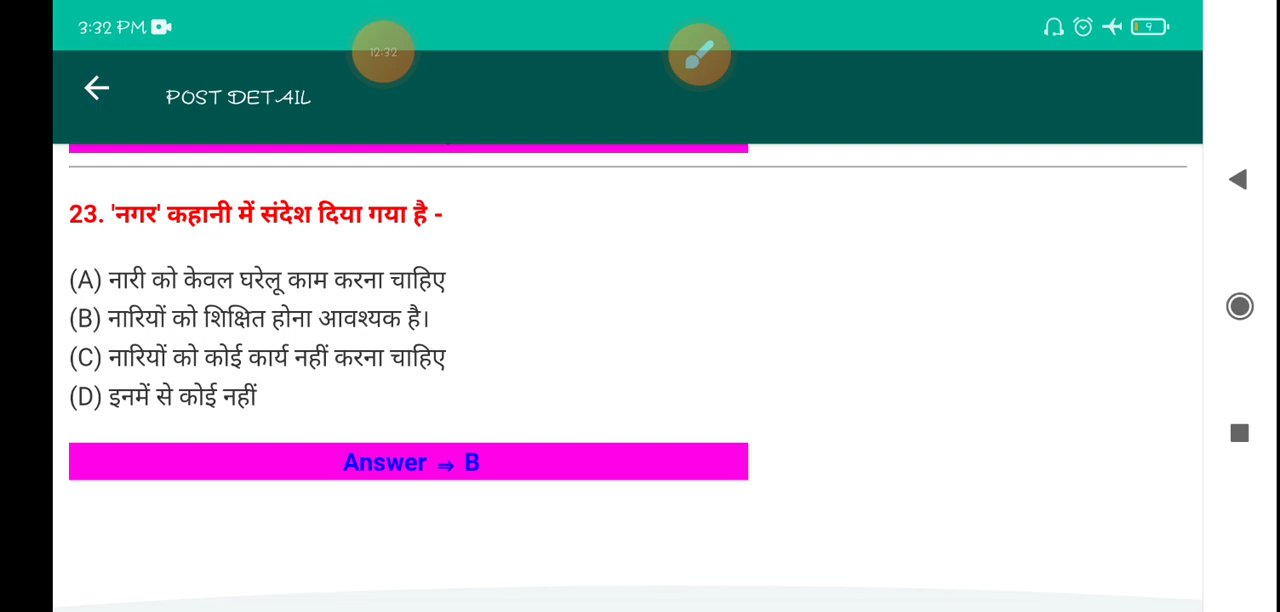 3:32 PM
9
12:32
POST DETAIL
23. 'नगर' कहानी में संदेश दिया गया है -
(A) नारी को केवल घरेलू काम करना चाहिए
(B) नारियों को शिक्षित होना आवश्यक है।
(C) नारियों को कोई कार्य नहीं करना चाहिए
(D) इनमें से कोई नहीं
Answer ⇒ B